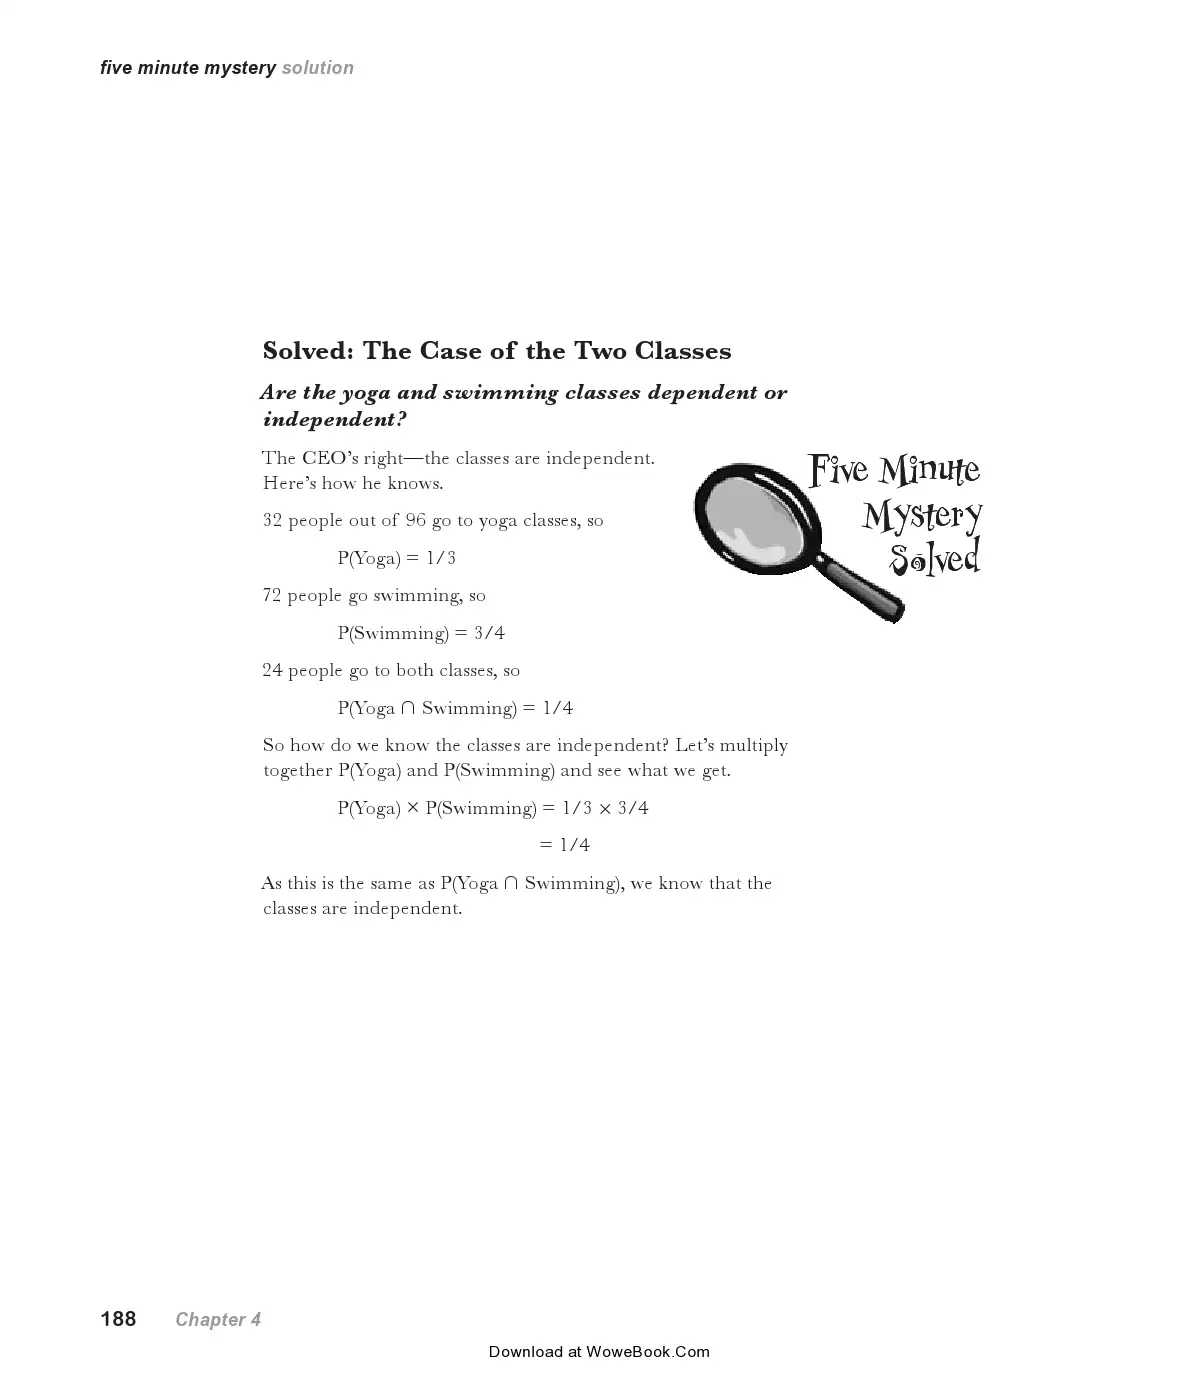 five minute mystery solution
Solved: The Case of the Two Classes
Are the yoga and swimming classes dependent or
independent?
The CEO’s right—the classes are independent.
Here’s how he knows.
32 people out of 96 go to yoga classes, so
P(Yoga) = 1/3
72 people go swimming, so
P(Swimming) = 3/4
24 people go to both classes, so
P(Yoga ∩ Swimming) = 1/4
So how do we know the classes are independent? Let’s multiply
together P(Yoga) and P(Swimming) and see what we get.
P(Yoga) × P(Swimming) = 1/3 × 3/4
= 1/4
As this is the same as P(Yoga ∩ Swimming), we know that the
classes are independent.
Five Minute
Mystery
Solved
188 Chapter 4
Download at WoweBook.Com